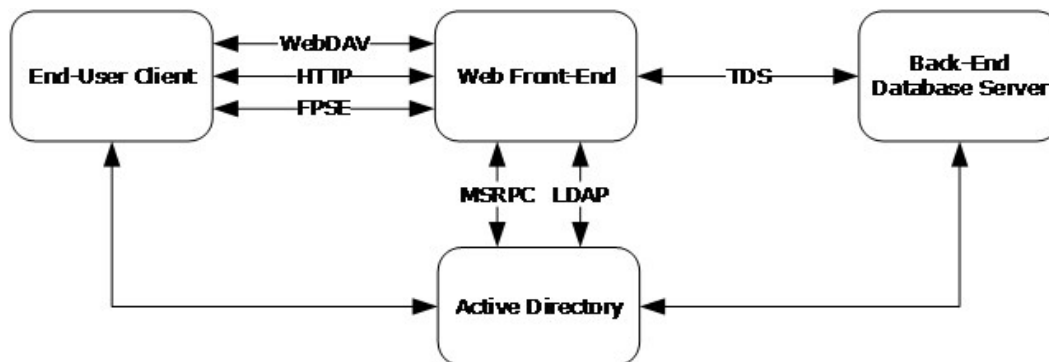 End-User Client
WebDAV
HTTP
FPSE
Web Front-End
TDS
Back-End
Database Server
MSRPC
LDAP
Active Directory